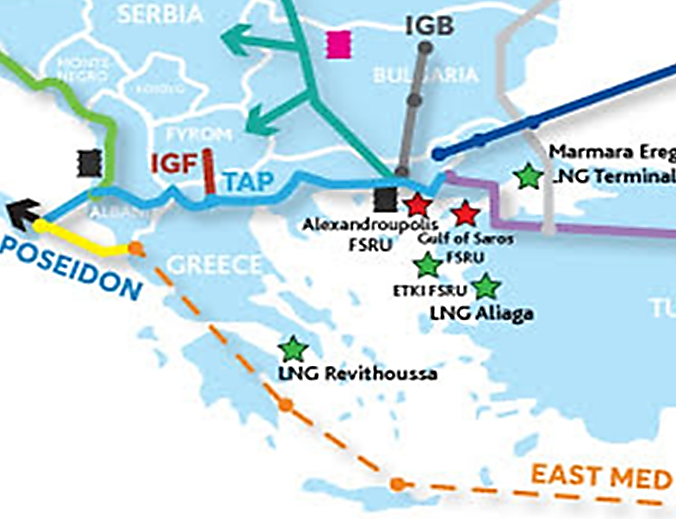 SERBIA
IGB
MONTE-
NEGRO
BULGARIA
KOSOVO
FYROM
IGF
TAP
Marmara Ereg
LNG Terminal
ALBANIA
Alexandroupolis
FSRU
Gulf of Saros
FSRU
POSEIDON
GREECE
ETKI FSRU
LNG Aliaga
TU
LNG Revithoussa
EAST MED